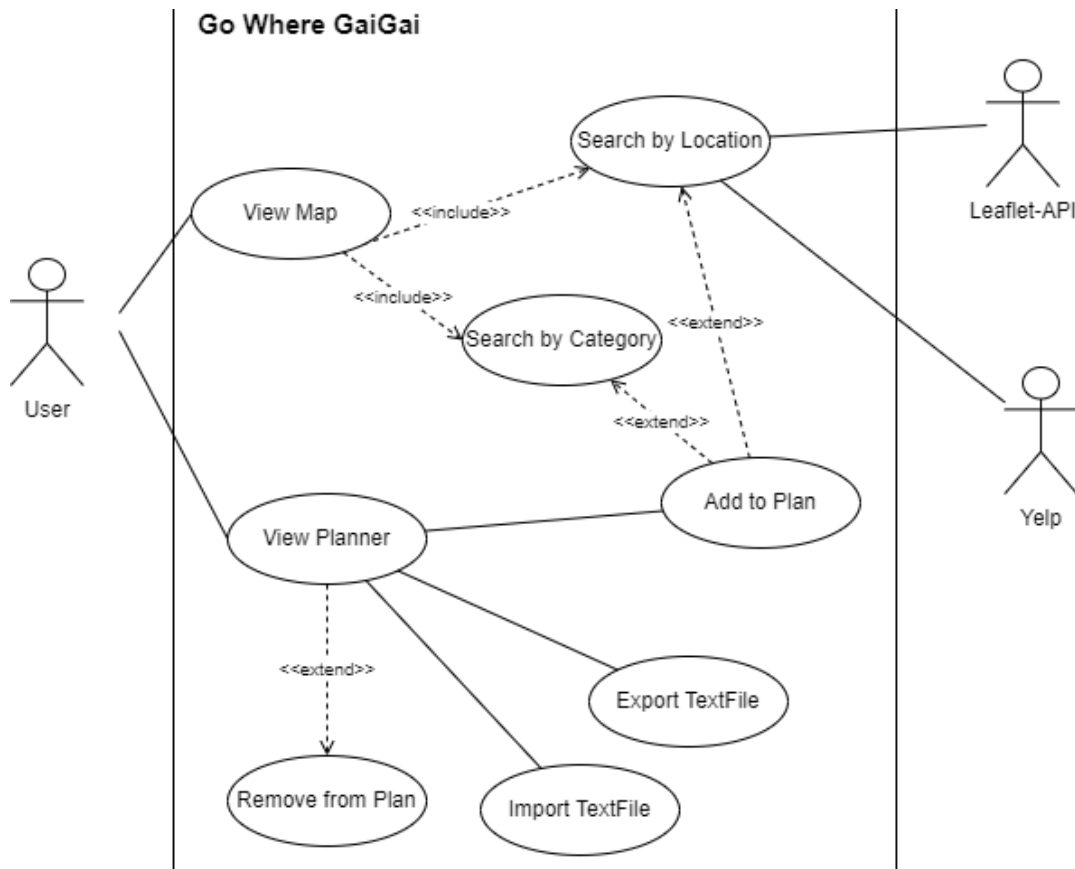 Go Where GaiGai
Search by Location
Leaflet-API
View Map
<<include>>
<<include>>
Search by Category
<<extend>>
User
<<extend>>
Add to Plan
Yelp
View Planner
<<extend>>
Export TextFile
Remove from Plan
Import TextFile